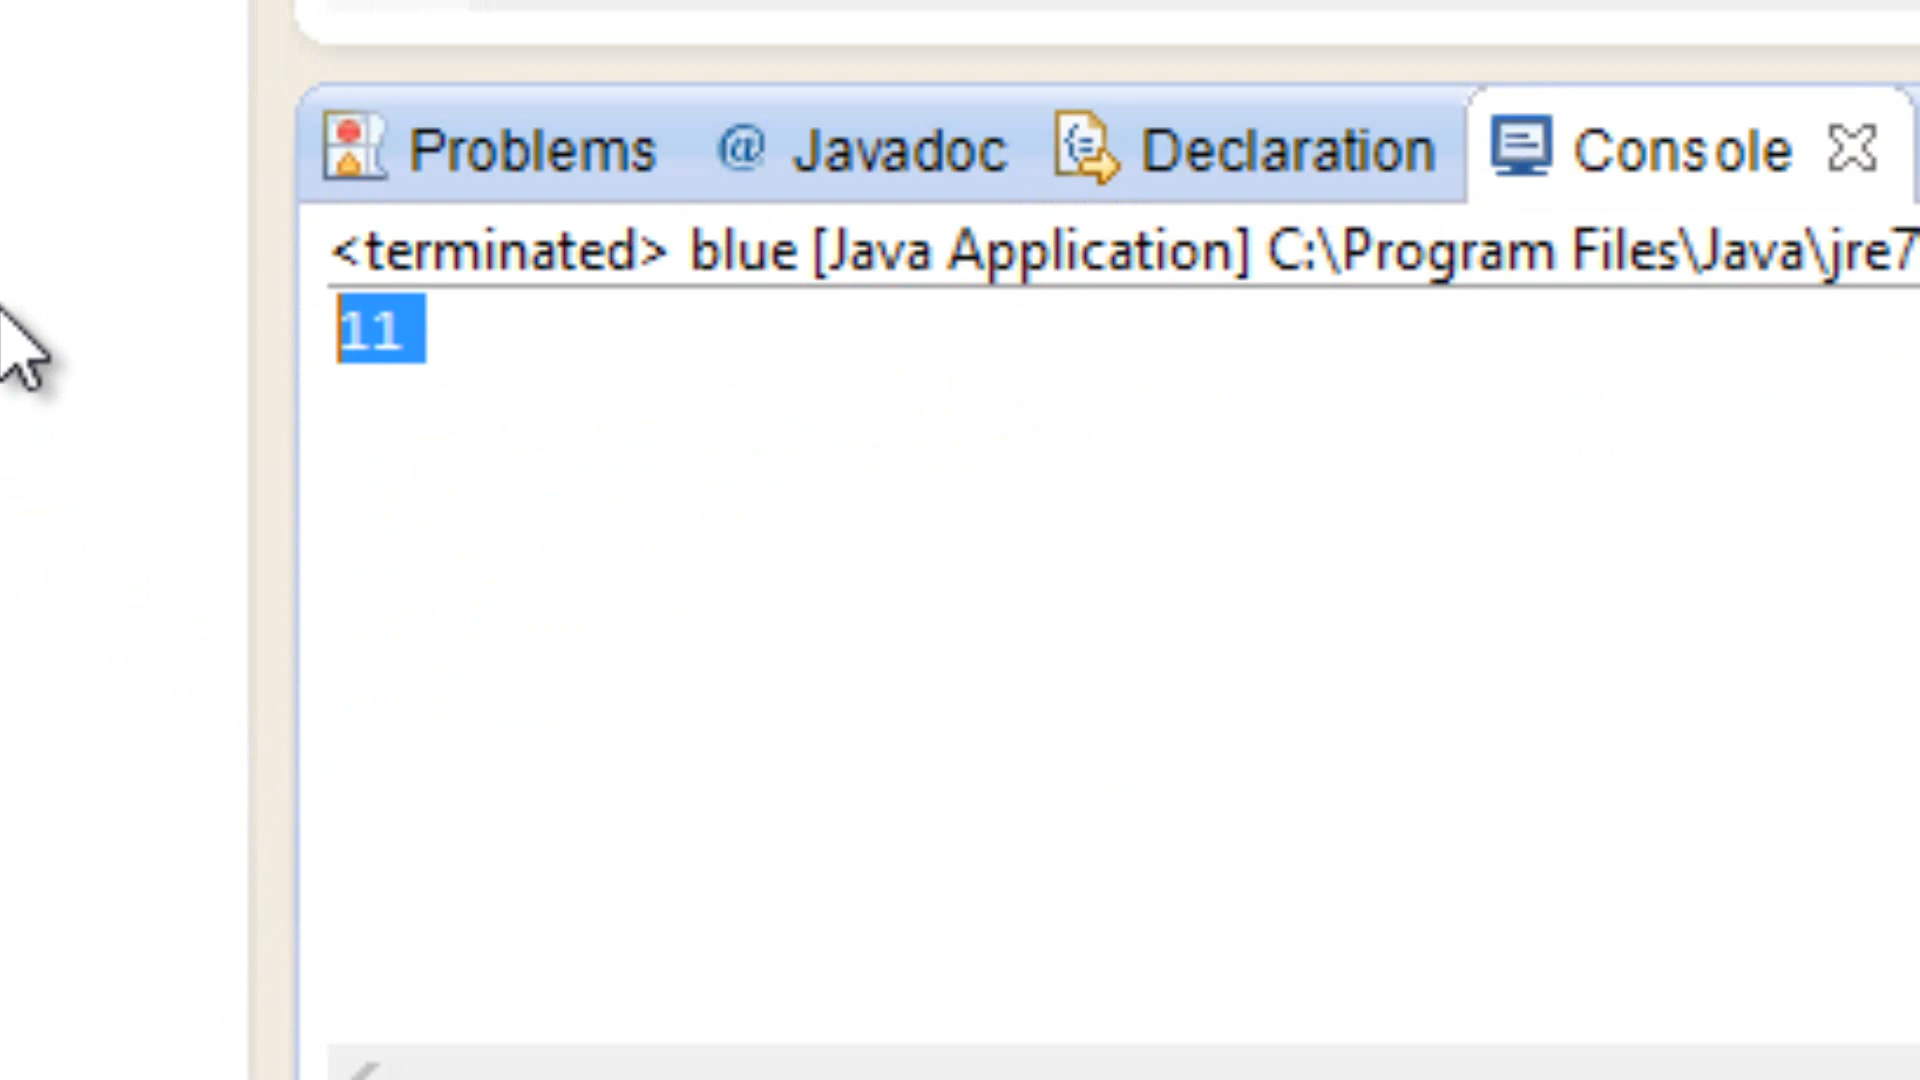 Problems @ Javadoc Declaration Console
<terminated> blue [Java Application] C:\Program Files\Java\jre7
11